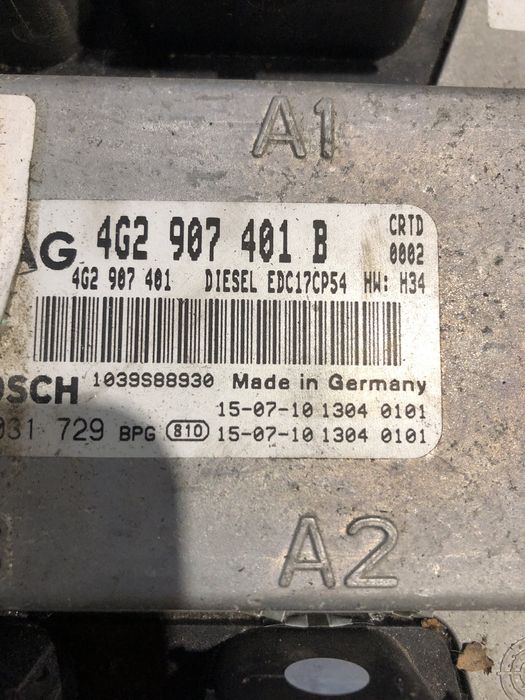 A1
AG 4G2 907 401 B CRTD
0002
4G2 907 401 DIESEL EDC17CP54 HW: H34
OSCH 1039S88930 Made in Germany
15-07-10 1304 0101
031 729 BPG 810 15-07-10 1304 0101
A2